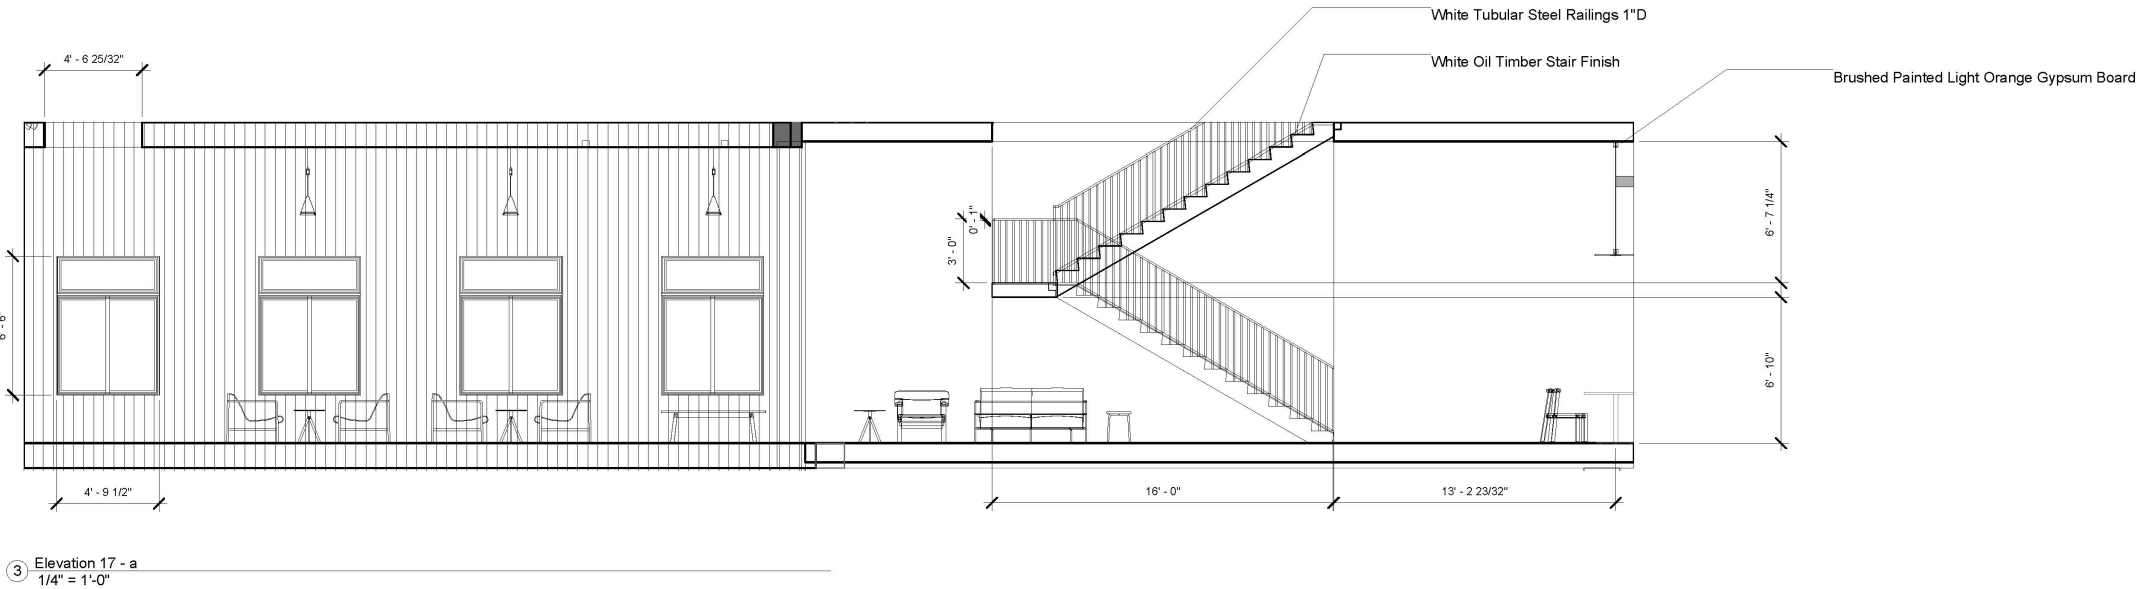 White Tubular Steel Railings 1"D
4' - 6 25/32"
White Oil Timber Stair Finish
Brushed Painted Light Orange Gypsum Board
0' - 1"
3' - 0"
6' - 7 1/4"
6' - 6"
6' - 10"
4' - 9 1/2"
16' - 0"
13' - 2 23/32"
3
Elevation 17 - a
1/4" = 1'-0"